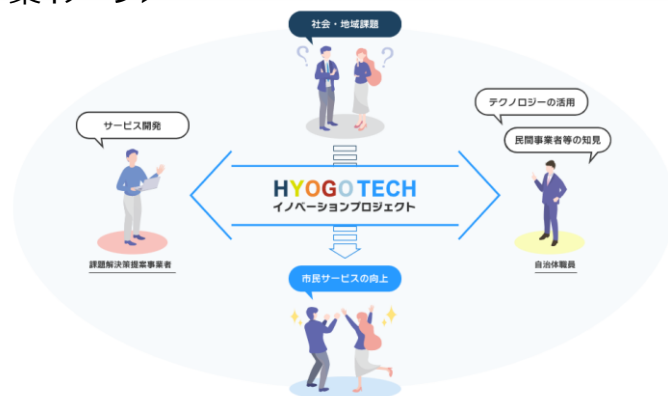 社会・地域課題
テクノロジーの活用
サービス開発
民間事業者等の知見
HYOGO TECH
イノベーションプロジェクト
課題解決策提案事業者
自治体職員
市民サービスの向上